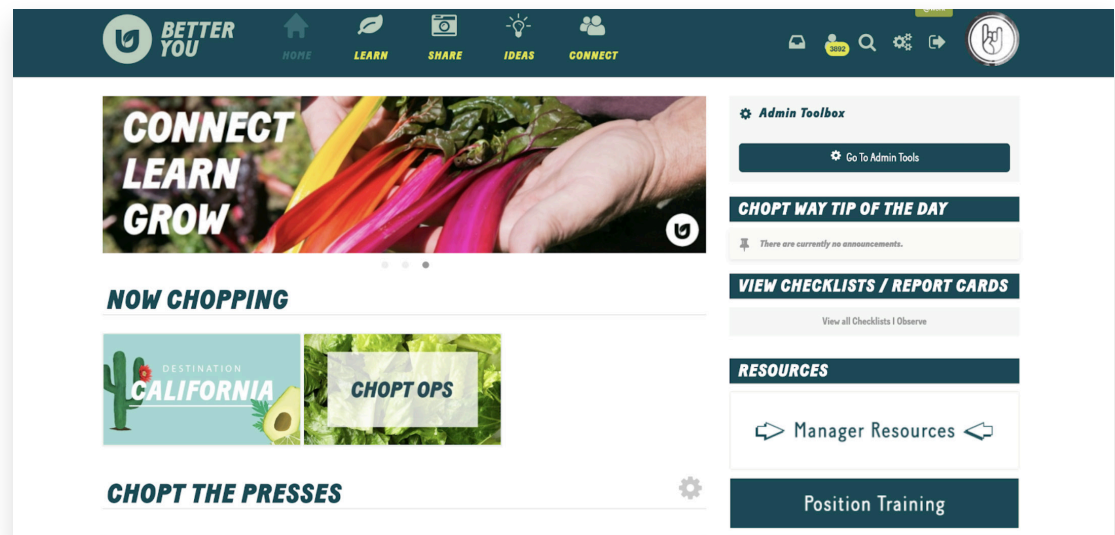 BETTER
YOU
HOME
LEARN
SHARE
IDEAS
CONNECT
3892
CONNECT
LEARN
GROW
NOW CHOPPING
DESTINATION
CALIFORNIA
CHOPT OPS
CHOPT THE PRESSES
Admin Toolbox
Go To Admin Tools
CHOPT WAY TIP OF THE DAY
There are currently no announcements.
VIEW CHECKLISTS / REPORT CARDS
View all Checklists I Observe
RESOURCES
Manager Resources
Position Training